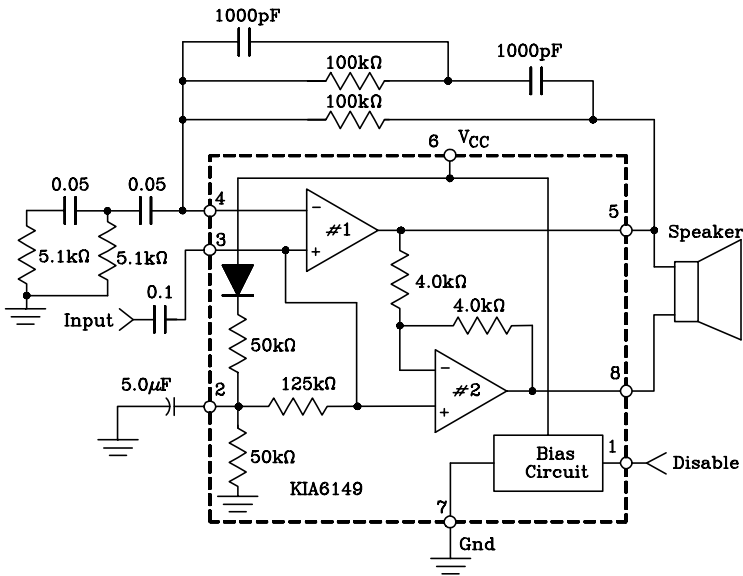 1000pF
1000pF
100kΩ
100kΩ
6 V_CC
0.05 0.05
4
5
#1
Speaker
3
5.1kΩ 5.1kΩ
4.0kΩ
0.1
4.0kΩ
Input
50kΩ
5.0μF 2 125kΩ
8
#2
50kΩ
Bias
Circuit
1
Disable
KIA6149
7
Gnd